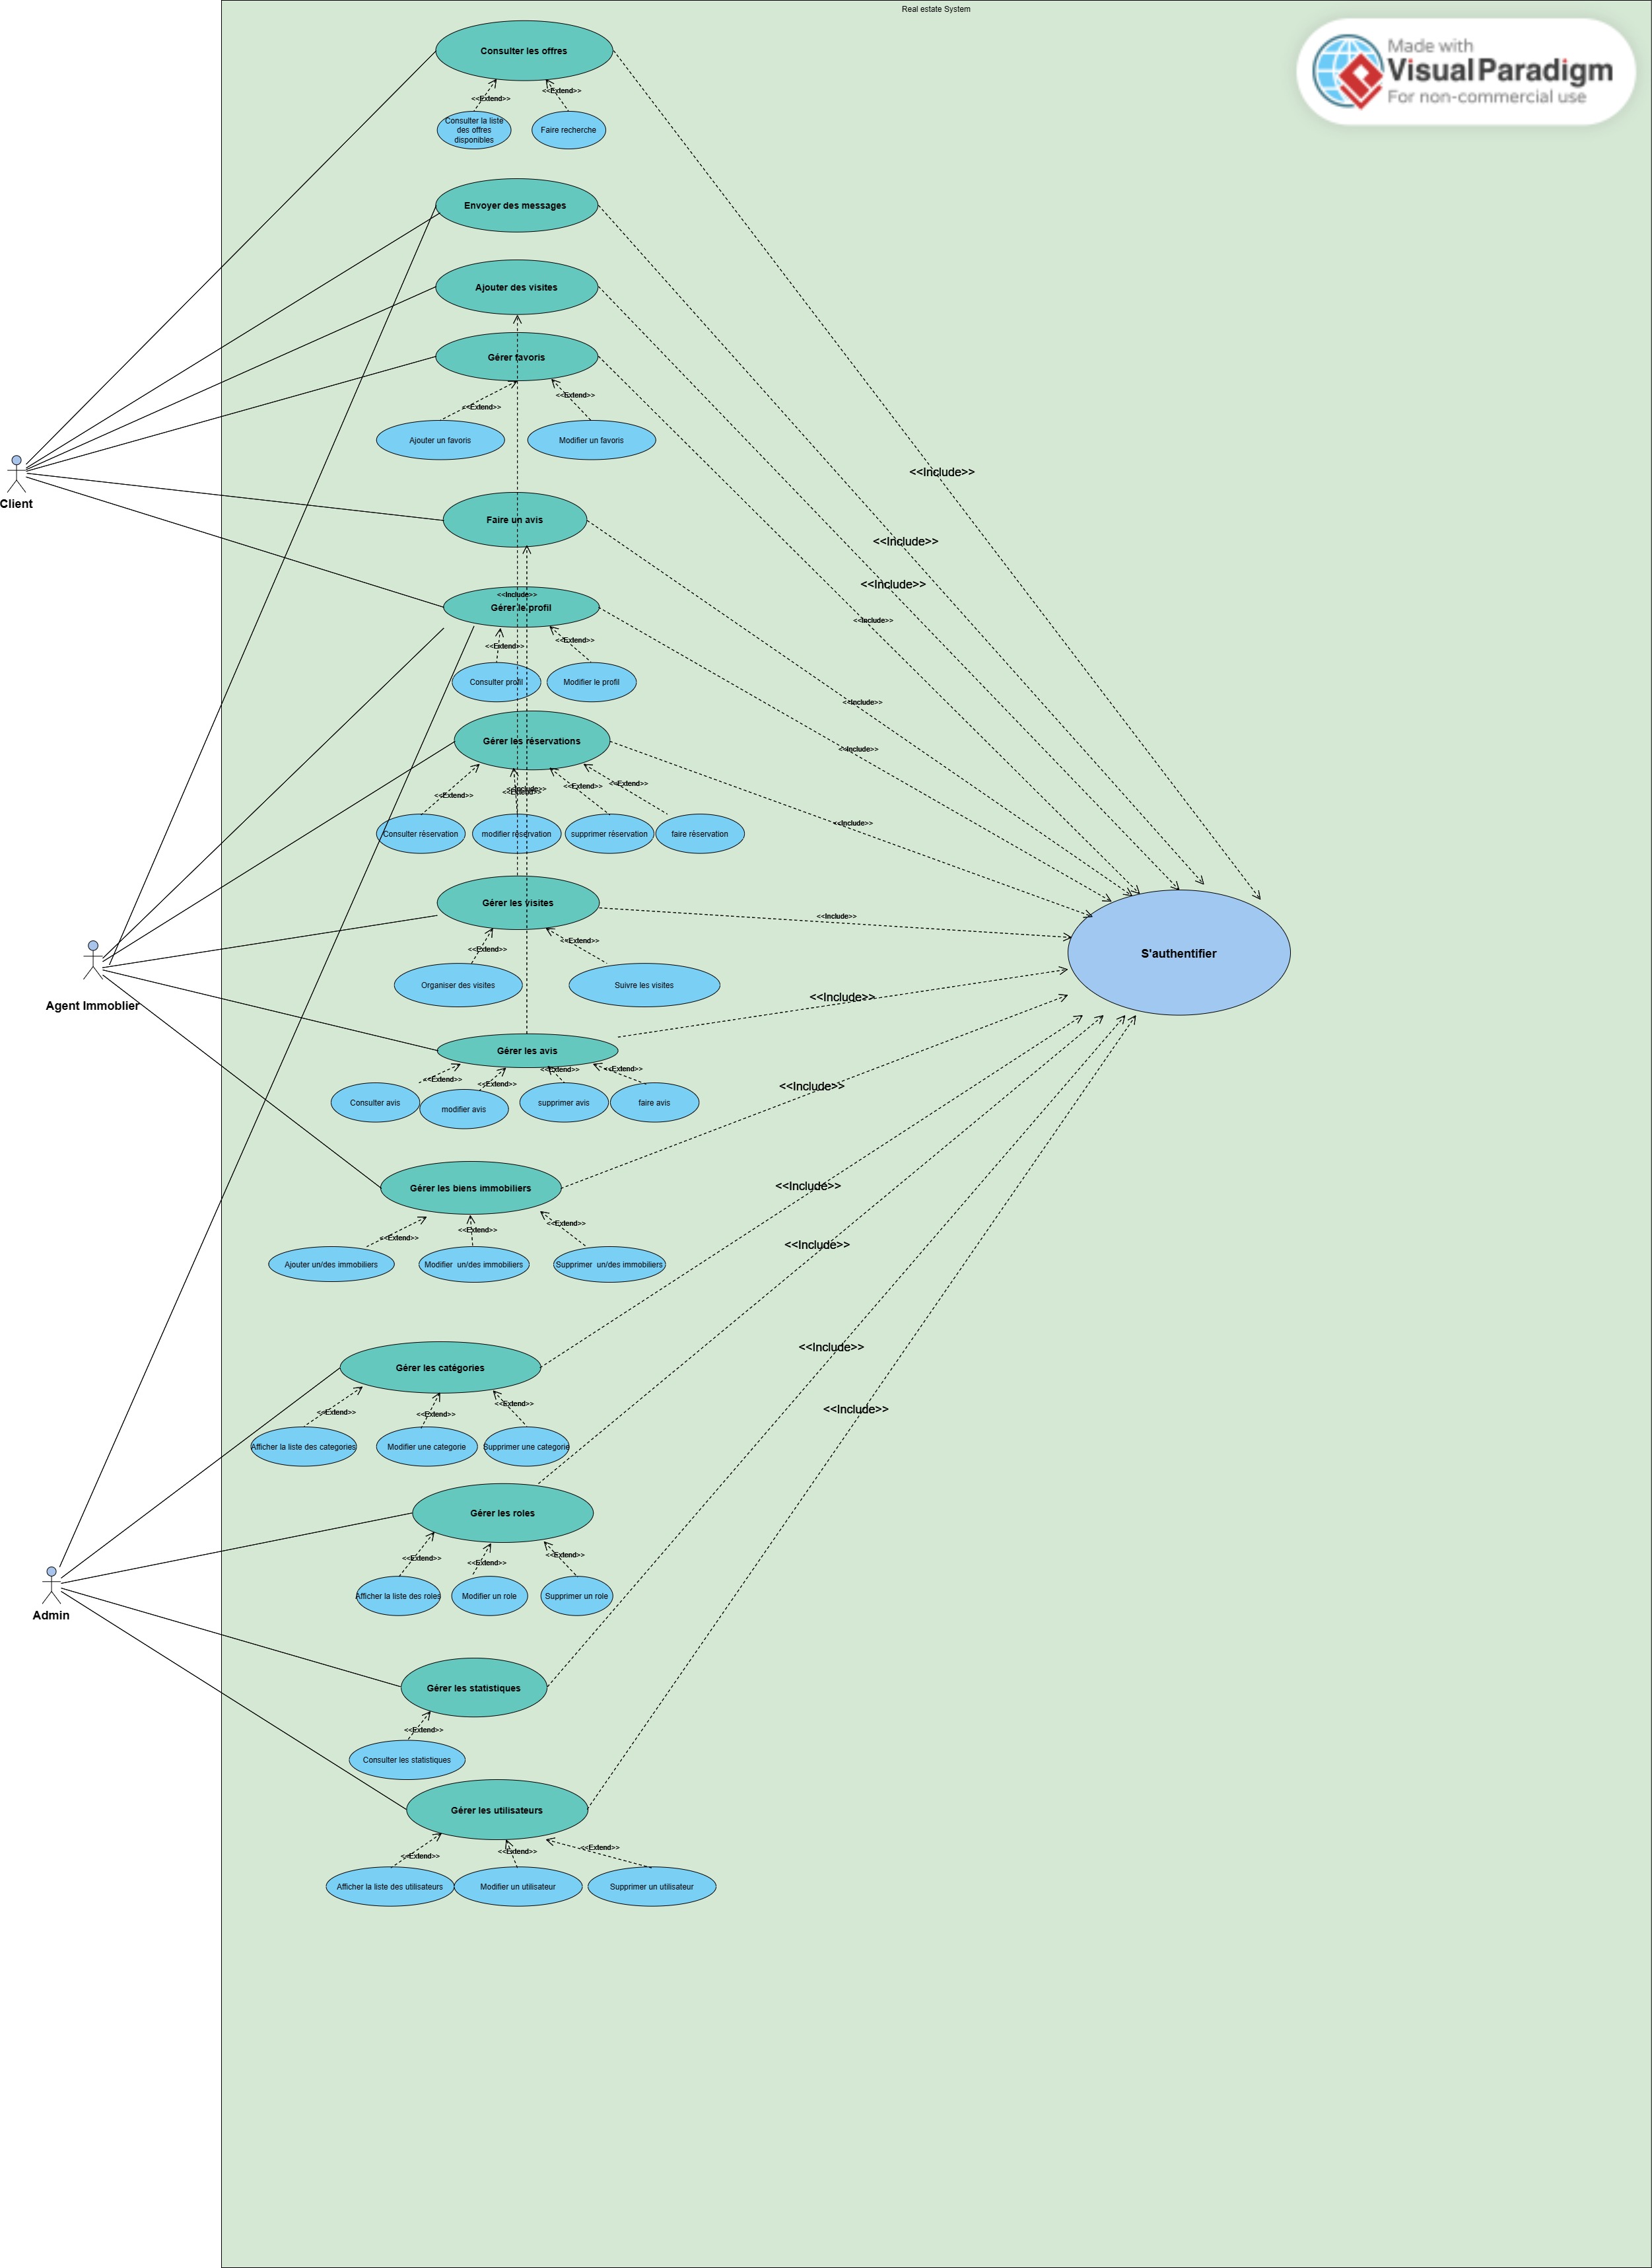 Real estate System
Made with
Visual Paradigm
For non-commercial use
Consulter les offres
<<Extend>>
<<Extend>>
Consulter la liste
des offres
disponibles
Faire recherche
Envoyer des messages
Ajouter des visites
Gérer favoris
<<Extend>>
<<Extend>>
Ajouter un favoris
Modifier un favoris
<<Include>>
Client
Faire un avis
<<Include>>
<<Include>>
<<Include>>
Gérer le profil
<<Include>>
<<Extend>>
<<Extend>>
Consulter profil
Modifier le profil
<<Include>>
Gérer les rèservations
<<Include>>
<<Extend>>
<<Include>>
<<Extend>>
<<Extend>>
<<Extend>>
Consulter rèservation
modifier rèservation
supprimer rèservation
faire rèservation
<<Include>>
Gérer les visites
<<Include>>
<<Extend>>
<<Extend>>
S'authentifier
Organiser des visites
Suivre les visites
Agent Immoblier
<<Include>>
Gérer les avis
<<Extend>>
<<Extend>>
<<Extend>>
<<Extend>>
Consulter avis
modifier avis
supprimer avis
faire avis
<<Include>>
Gérer les biens immobiliers
<<Include>>
<<Extend>>
<<Extend>>
<<Extend>>
Ajouter un/des immobiliers
Modifier un/des immobiliers
Supprimer un/des immobiliers
<<Include>>
Gérer les catégories
<<Include>>
<<Extend>>
<<Extend>>
<<Extend>>
Afficher la liste des categories
Modifier une categorie
Supprimer une categorie
<<Include>>
Gérer les roles
<<Extend>>
<<Extend>>
<<Extend>>
Afficher la liste des roles
Modifier un role
Supprimer un role
Admin
Gérer les statistiques
<<Extend>>
Consulter les statistiques
Gérer les utilisateurs
<<Extend>>
<<Extend>>
<<Extend>>
Afficher la liste des utilisateurs
Modifier un utilisateur
Supprimer un utilisateur